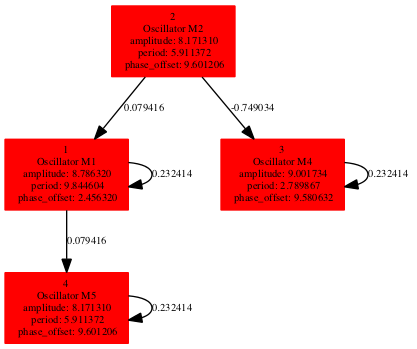 2
Oscillator M2
amplitude: 8.171310
period: 5.911372
phase_offset: 9.601206
0.079416
-0.749034
1
Oscillator M1
amplitude: 8.786320
period: 9.844604
phase_offset: 2.456320
0.232414
3
Oscillator M4
amplitude: 9.001734
period: 2.789867
phase_offset: 9.580632
0.232414
0.079416
4
Oscillator M5
amplitude: 8.171310
period: 5.911372
phase_offset: 9.601206
0.232414